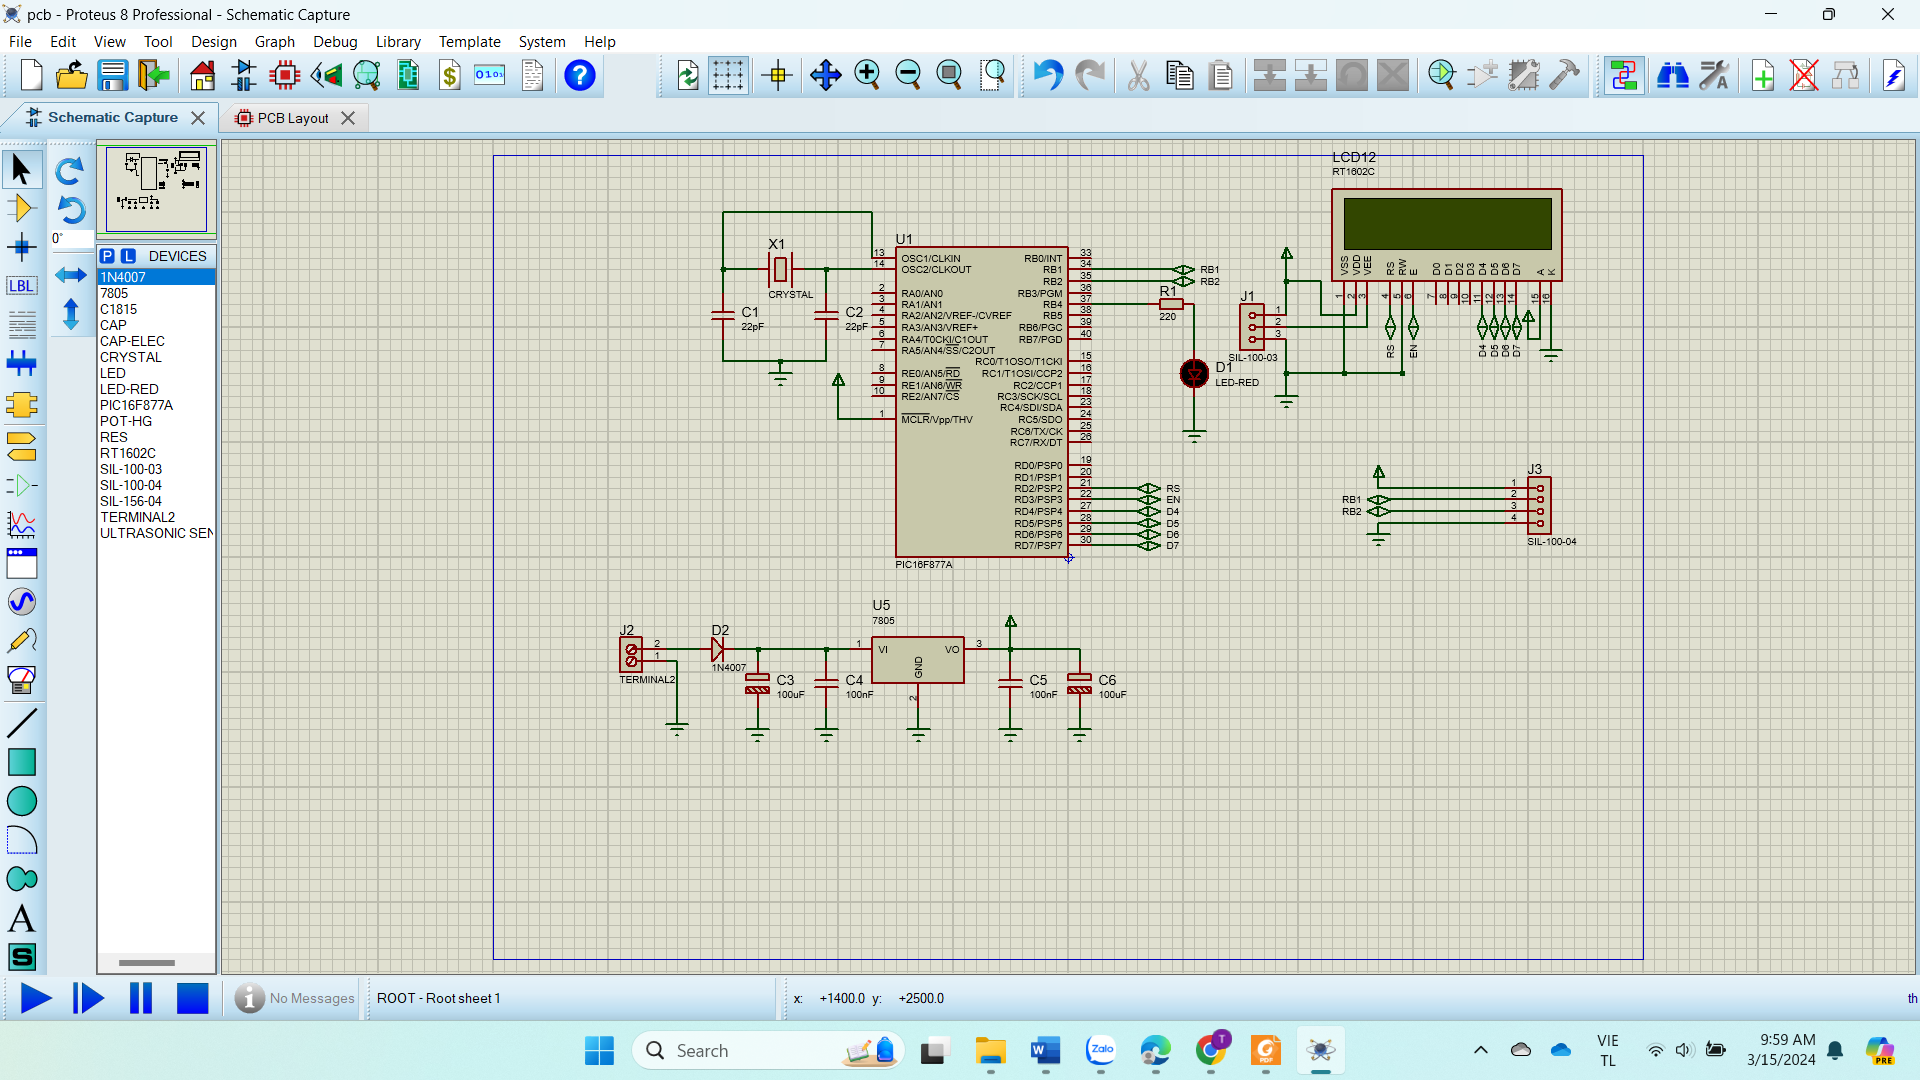 pcb - Proteus 8 Professional - Schematic Capture
File Edit View Tool Design Graph Debug Library Template System Help
Schematic Capture
PCB Layout
0°
P L DEVICES
1N4007
7805
C1815
CAP
CAP-ELEC
CRYSTAL
LED
LED-RED
PIC16F877A
POT-HG
RES
RT1602C
SIL-100-03
SIL-100-04
SIL-156-04
TERMINAL2
ULTRASONIC SEN
LBL
LCD12
RT1602C
VSS VDD VEE RS RW E D0 D1 D2 D3 D4 D5 D6 D7 A K
1 2 3 4 5 6 7 8 9 10 11 12 13 14 15 16
RS EN D4 D5 D6 D7
X1
CRYSTAL
C1
22pF
C2
22pF
U1
13 OSC1/CLKIN
14 OSC2/CLKOUT
2 RA0/AN0
3 RA1/AN1
4 RA2/AN2/VREF-/CVREF
5 RA3/AN3/VREF+
6 RA4/T0CKI/C1OUT
7 RA5/AN4/SS/C2OUT
8 RE0/AN5/RD
9 RE1/AN6/WR
10 RE2/AN7/CS
1 MCLR/Vpp/THV
RB0/INT 33
RB1 34
RB2 35
RB3/PGM 36
RB4 37
RB5 38
RB6/PGC 39
RB7/PGD 40
RC0/T1OSO/T1CKI 15
RC1/T1OSI/CCP2 16
RC2/CCP1 17
RC3/SCK/SCL 18
RC4/SDI/SDA 23
RC5/SDO 24
RC6/TX/CK 25
RC7/RX/DT 26
RD0/PSP0 19
RD1/PSP1 20
RD2/PSP2 21 RS
RD3/PSP3 22 EN
RD4/PSP4 27 D4
RD5/PSP5 28 D5
RD6/PSP6 29 D6
RD7/PSP7 30 D7
PIC16F877A
RB1
RB2
R1
220
D1
LED-RED
J1
1
2
3
SIL-100-03
J3
1
RB1 2
RB2 3
4
SIL-100-04
J2
2
1
TERMINAL2
D2
1N4007
C3
100uF
C4
100nF
U5
7805
1 VI VO 3
GND
2
C5
100nF
C6
100uF
No Messages
ROOT - Root sheet 1
x: +1400.0 y: +2500.0
th
Search
Zalo
T
PDF
VIE
TL
9:59 AM
3/15/2024
PRE